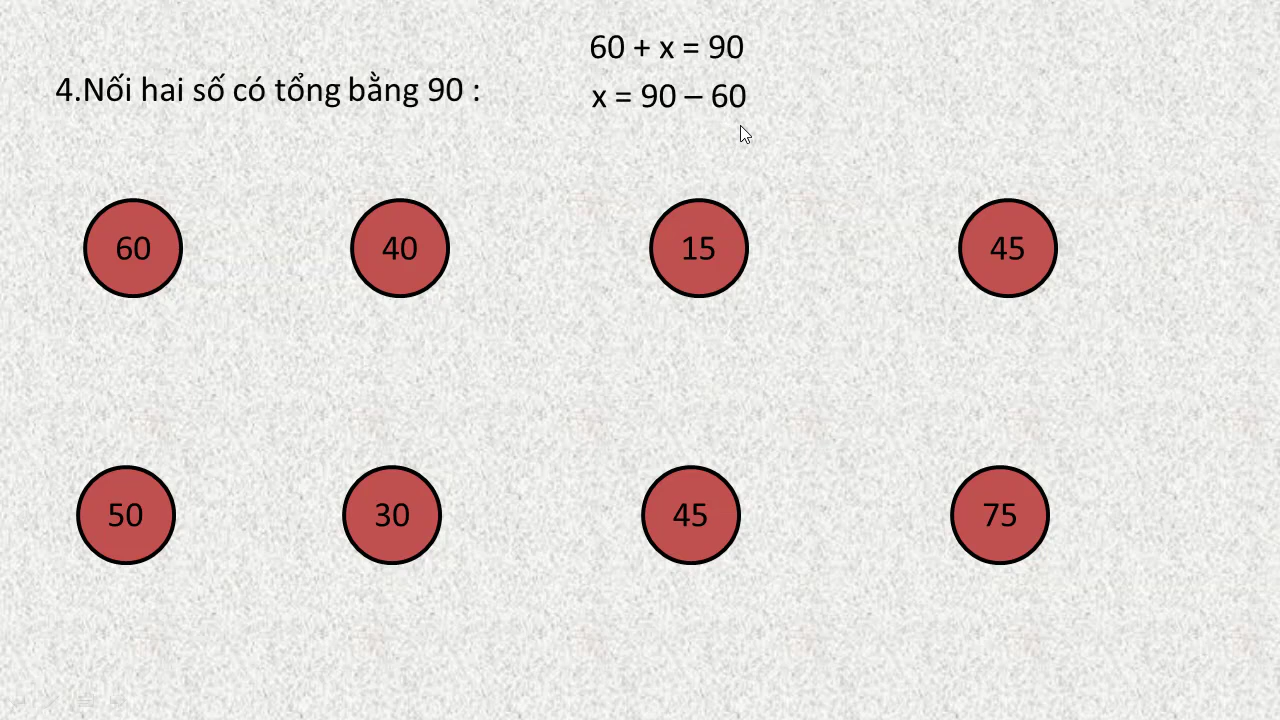 60 + x = 90
4.Nối hai số có tổng bằng 90 :
x = 90 – 60
60 40 15 45
50 30 45 75